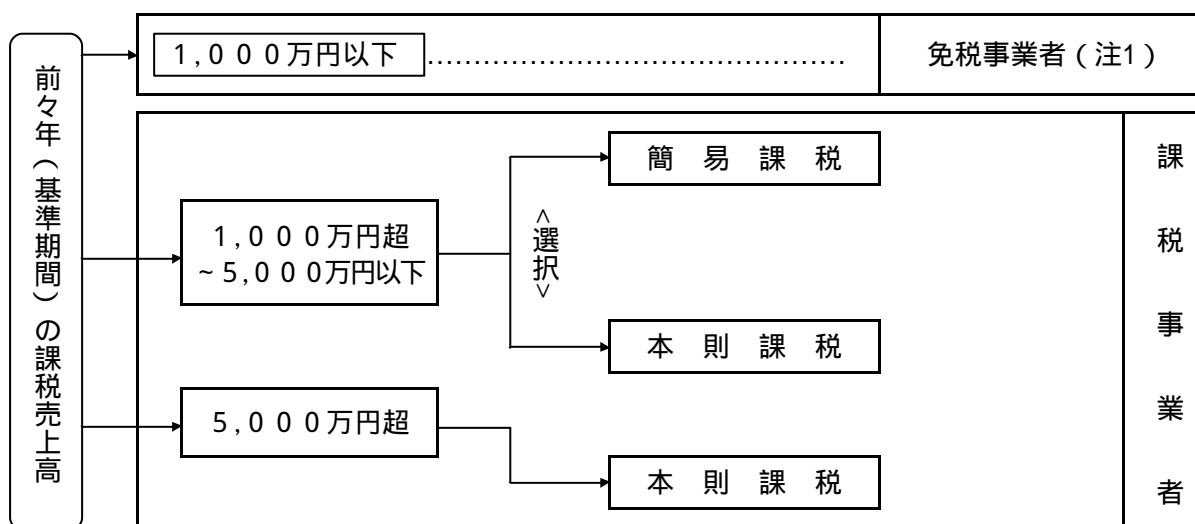 前々年(基準期間)の課税売上高
1,000万円以下 ...........................................
免税事業者(注1)
簡易課税
1,000万円超
~5,000万円以下
<選択>
本則課税
5,000万円超
本則課税
課税事業者